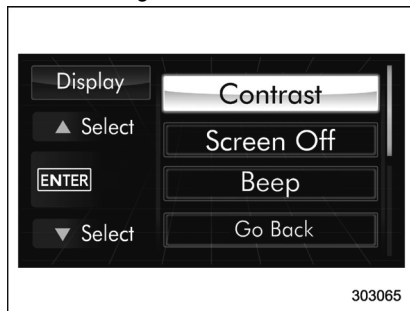 Display
▲ Select
ENTER
▼ Select
Contrast
Screen Off
Beep
Go Back
303065